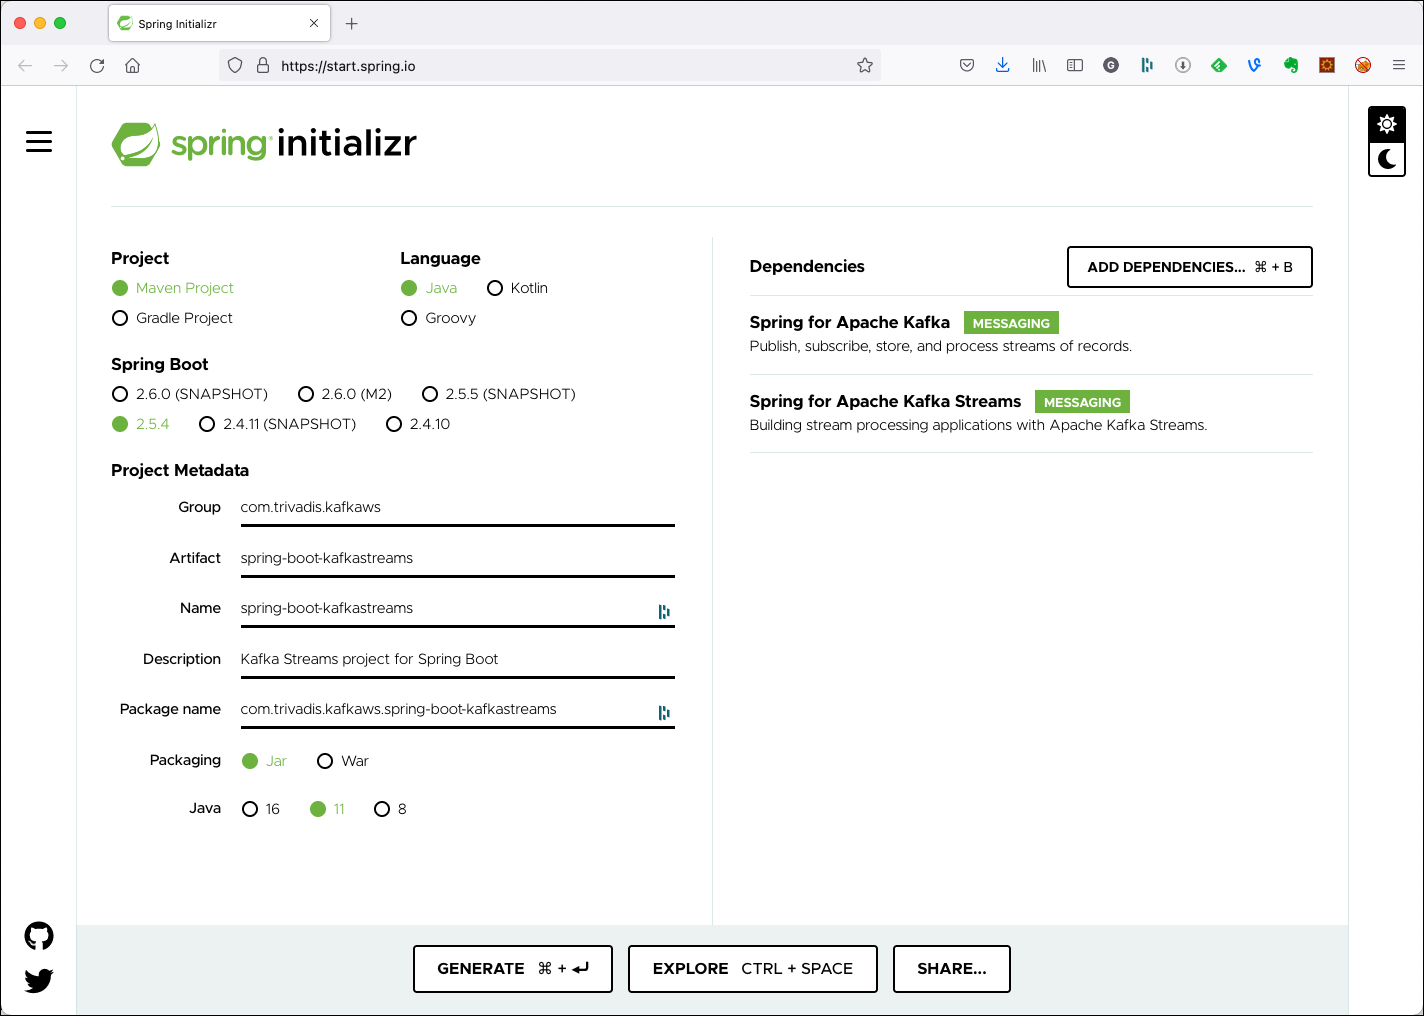 Spring Initializr
https://start.spring.io
G
spring initializr
Project
Maven Project
Gradle Project
Language
Java Kotlin
Groovy
Spring Boot
2.6.0 (SNAPSHOT) 2.6.0 (M2) 2.5.5 (SNAPSHOT)
2.5.4 2.4.11 (SNAPSHOT) 2.4.10
Project Metadata
Group com.trivadis.kafkaws
Artifact spring-boot-kafkastreams
Name spring-boot-kafkastreams
Description Kafka Streams project for Spring Boot
Package name com.trivadis.kafkaws.spring-boot-kafkastreams
Packaging Jar War
Java 16 11 8
Dependencies ADD DEPENDENCIES... ⌘ + B
Spring for Apache Kafka MESSAGING
Publish, subscribe, store, and process streams of records.
Spring for Apache Kafka Streams MESSAGING
Building stream processing applications with Apache Kafka Streams.
GENERATE ⌘ + ⏎ EXPLORE CTRL + SPACE SHARE...